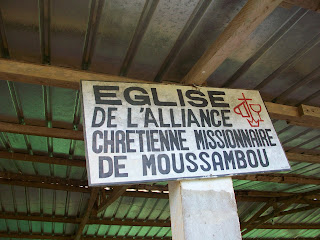 EGLISE
DE L'ALLIANCE
CHRETIENNE MISSIONNAIRE
DE MOUSSAMBOU